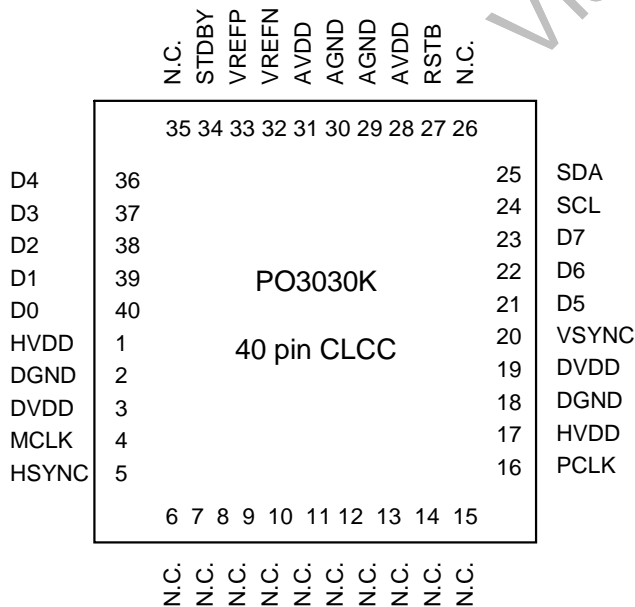 N.C. STDBY VREFP VREFN AVDD AGND AGND AVDD RSTB N.C.
35 34 33 32 31 30 29 28 27 26
D4 36 25 SDA
D3 37 24 SCL
D2 38 23 D7
D1 39 22 D6
D0 40 21 D5
PO3030K
HVDD 1 20 VSYNC
40 pin CLCC
DGND 2 19 DVDD
DVDD 3 18 DGND
MCLK 4 17 HVDD
HSYNC 5 16 PCLK
6 7 8 9 10 11 12 13 14 15
N.C. N.C. N.C. N.C. N.C. N.C. N.C. N.C. N.C. N.C.